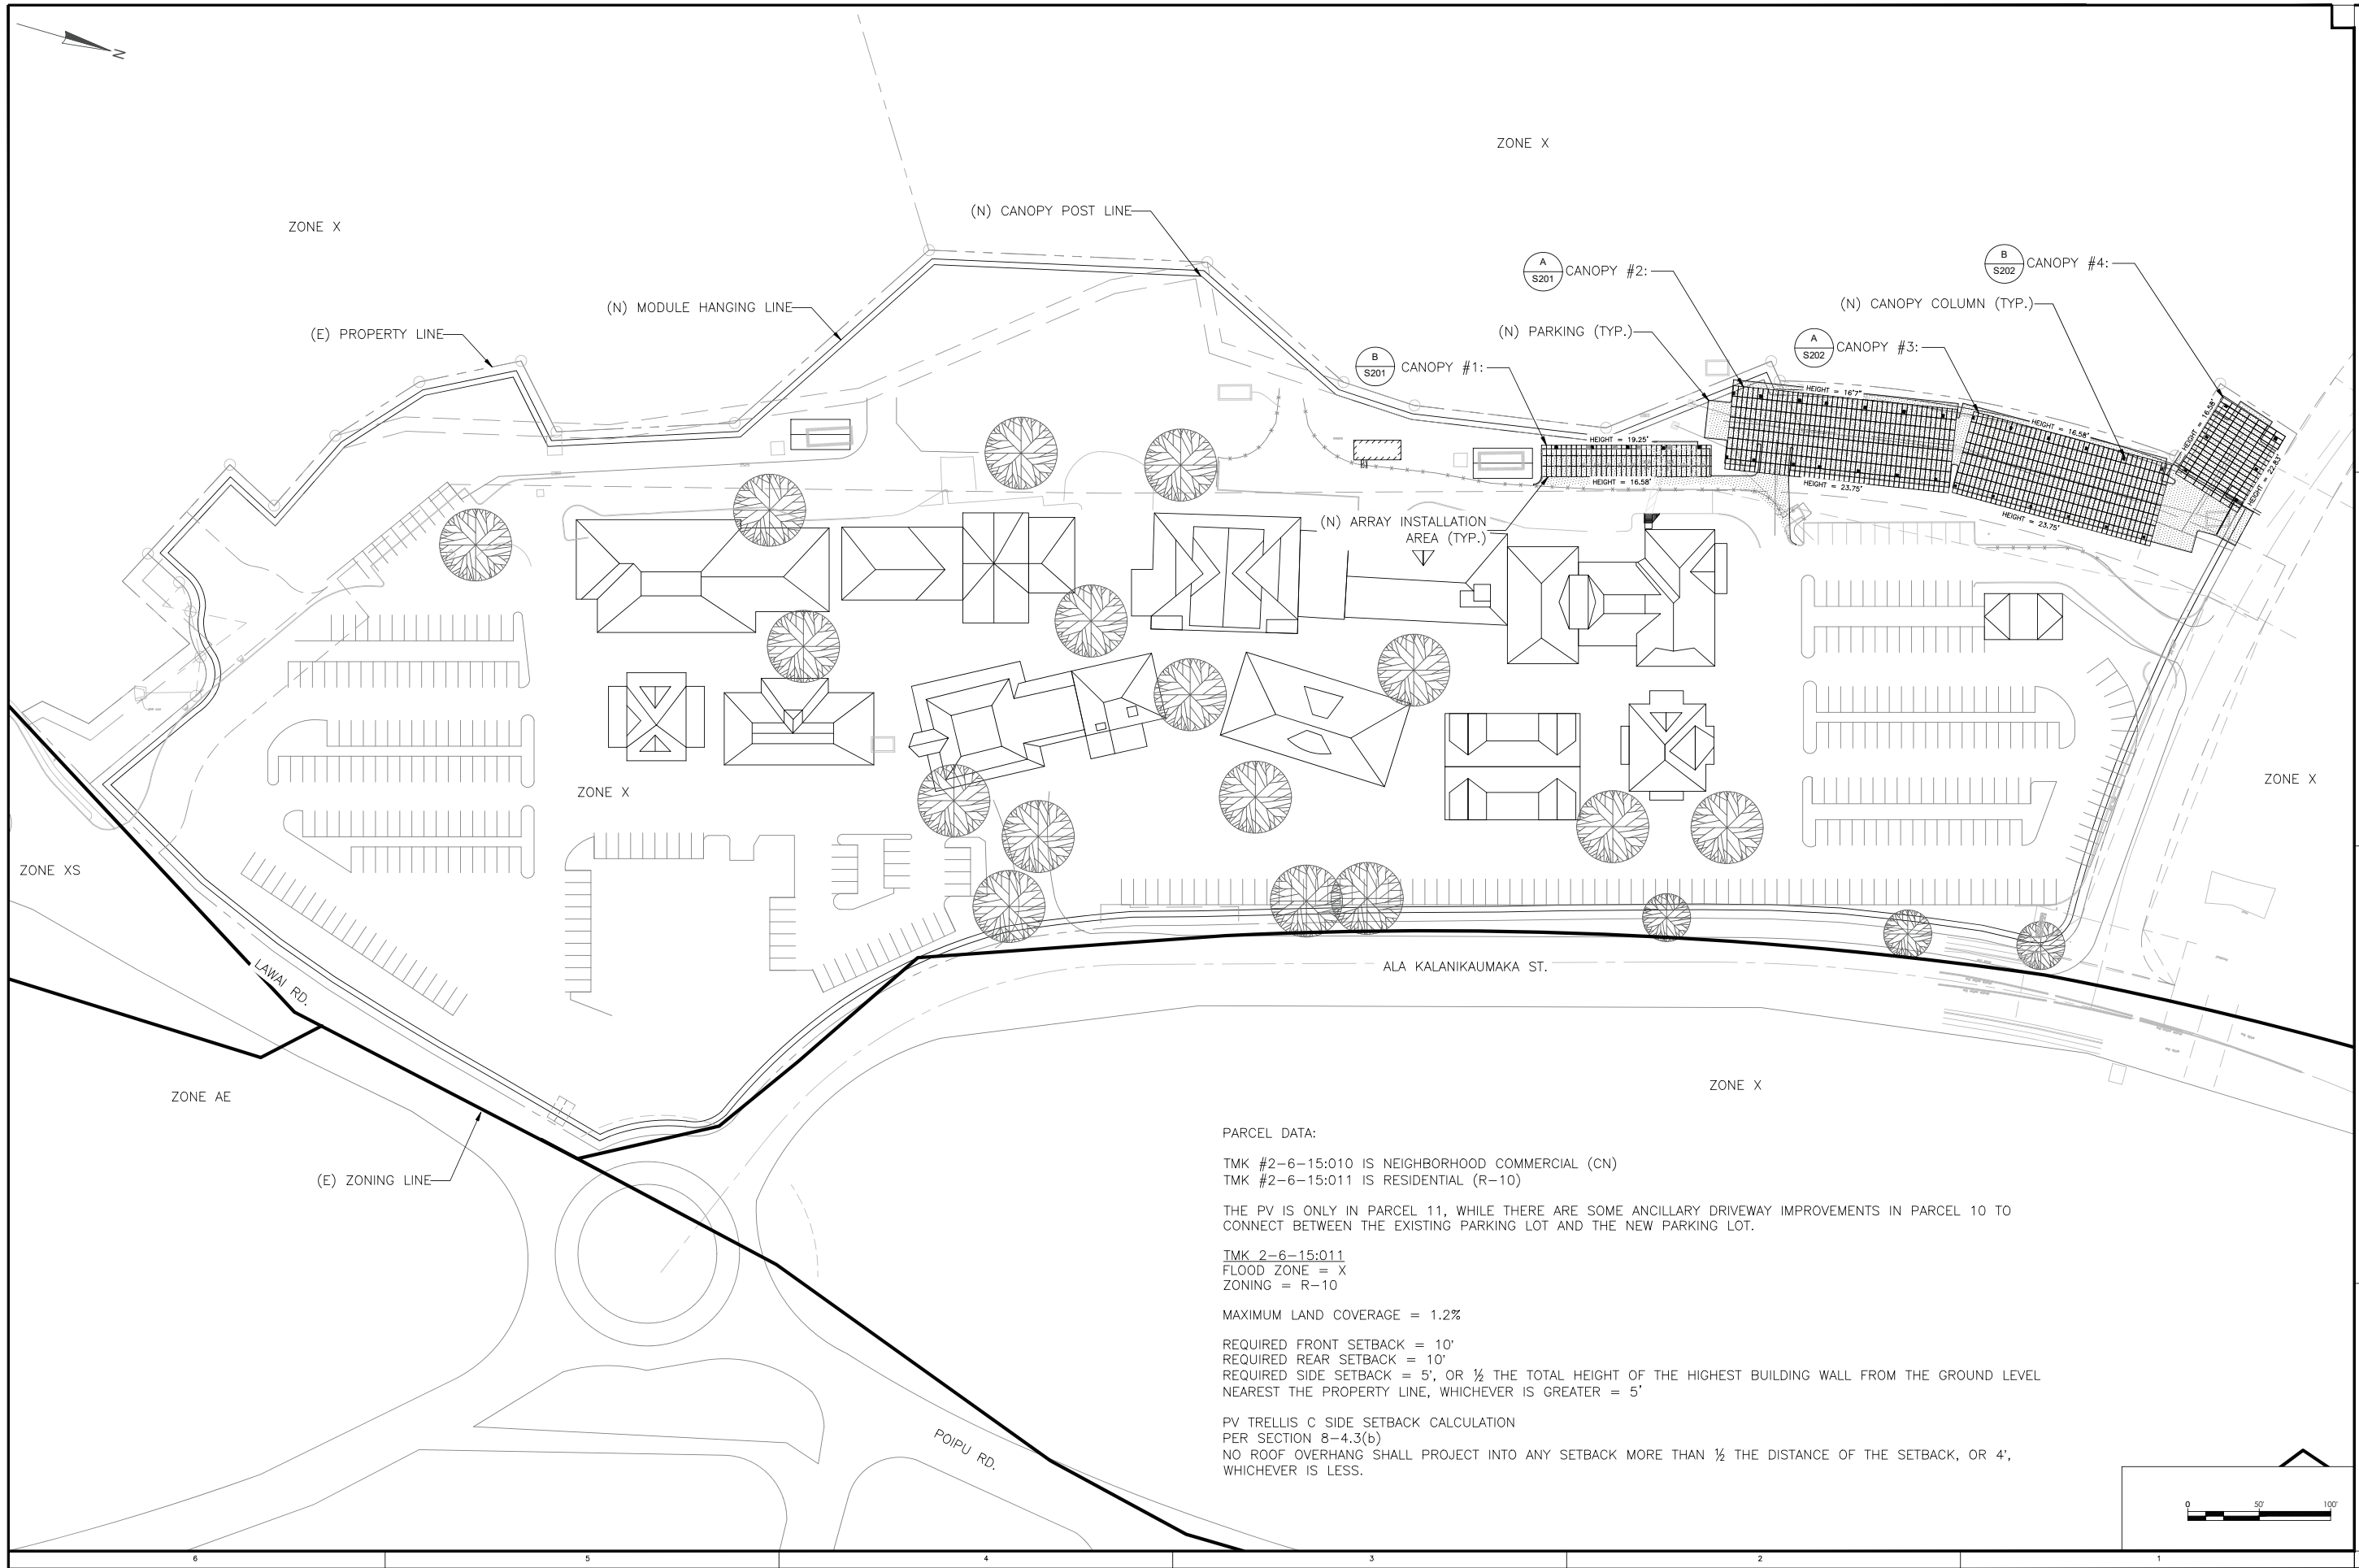 N
ZONE X
ZONE X
(N) CANOPY POST LINE
A
S201
CANOPY #2:
B
S202
CANOPY #4:
(N) MODULE HANGING LINE
(N) CANOPY COLUMN (TYP.)
(E) PROPERTY LINE
(N) PARKING (TYP.)
A
S202
CANOPY #3:
B
S201
CANOPY #1:
HEIGHT = 16'7"
HEIGHT = 16.58'
HEIGHT = 16.58'
HEIGHT = 22.83'
HEIGHT = 19.25'
HEIGHT = 16.58'
HEIGHT = 23.75'
HEIGHT = 23.75'
(N) ARRAY INSTALLATION
AREA (TYP.)
ZONE X
ZONE X
ZONE XS
LAWAI RD.
ALA KALANIKAUMAKA ST.
ZONE AE
ZONE X
(E) ZONING LINE
POIPU RD.
PARCEL DATA:
TMK #2-6-15:010 IS NEIGHBORHOOD COMMERCIAL (CN)
TMK #2-6-15:011 IS RESIDENTIAL (R-10)
THE PV IS ONLY IN PARCEL 11, WHILE THERE ARE SOME ANCILLARY DRIVEWAY IMPROVEMENTS IN PARCEL 10 TO
CONNECT BETWEEN THE EXISTING PARKING LOT AND THE NEW PARKING LOT.
TMK 2-6-15:011
FLOOD ZONE = X
ZONING = R-10
MAXIMUM LAND COVERAGE = 1.2%
REQUIRED FRONT SETBACK = 10'
REQUIRED REAR SETBACK = 10'
REQUIRED SIDE SETBACK = 5', OR ½ THE TOTAL HEIGHT OF THE HIGHEST BUILDING WALL FROM THE GROUND LEVEL
NEAREST THE PROPERTY LINE, WHICHEVER IS GREATER = 5'
PV TRELLIS C SIDE SETBACK CALCULATION
PER SECTION 8-4.3(b)
NO ROOF OVERHANG SHALL PROJECT INTO ANY SETBACK MORE THAN ½ THE DISTANCE OF THE SETBACK, OR 4',
WHICHEVER IS LESS.
0 50' 100'
6 5 4 3 2 1